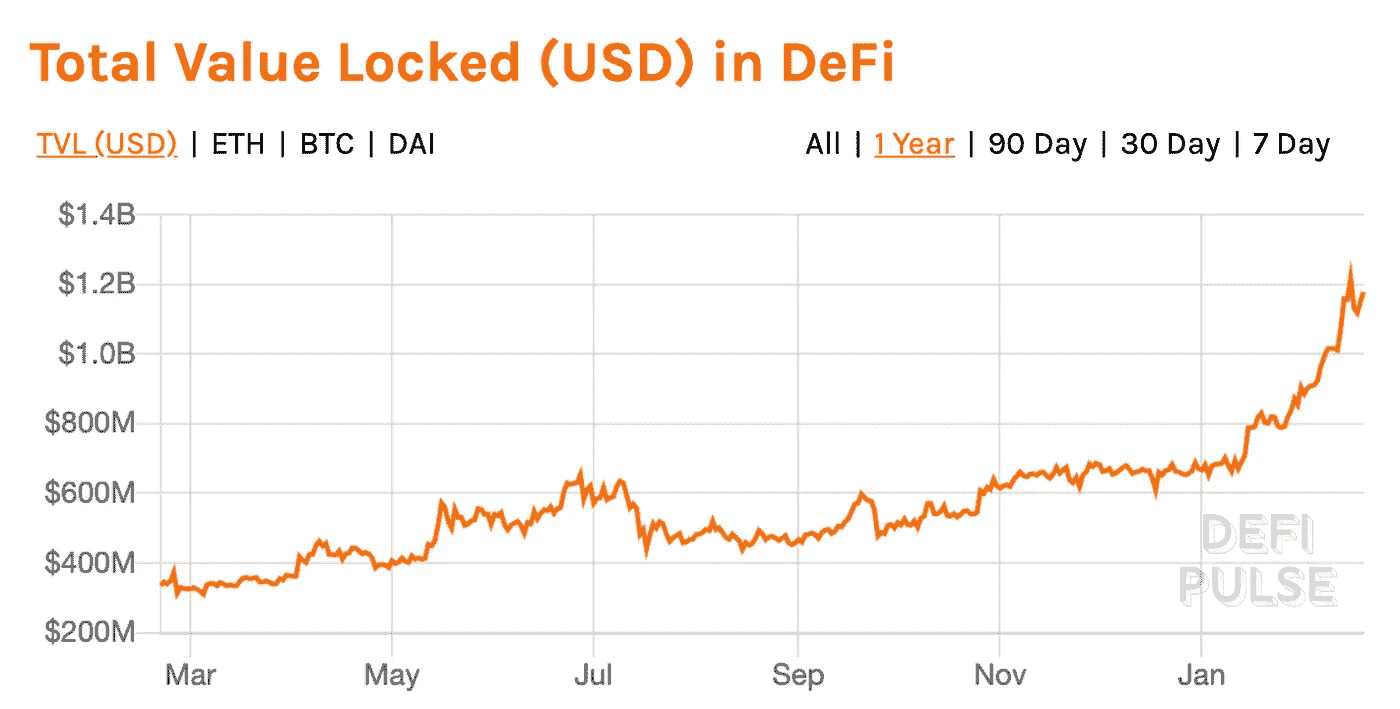 Total Value Locked (USD) in DeFi
TVL (USD) | ETH | BTC | DAI
All | 1 Year | 90 Day | 30 Day | 7 Day
$1.4B
$1.2B
$1.0B
$800M
$600M
$400M
$200M
DEFI
PULSE
Mar May Jul Sep Nov Jan